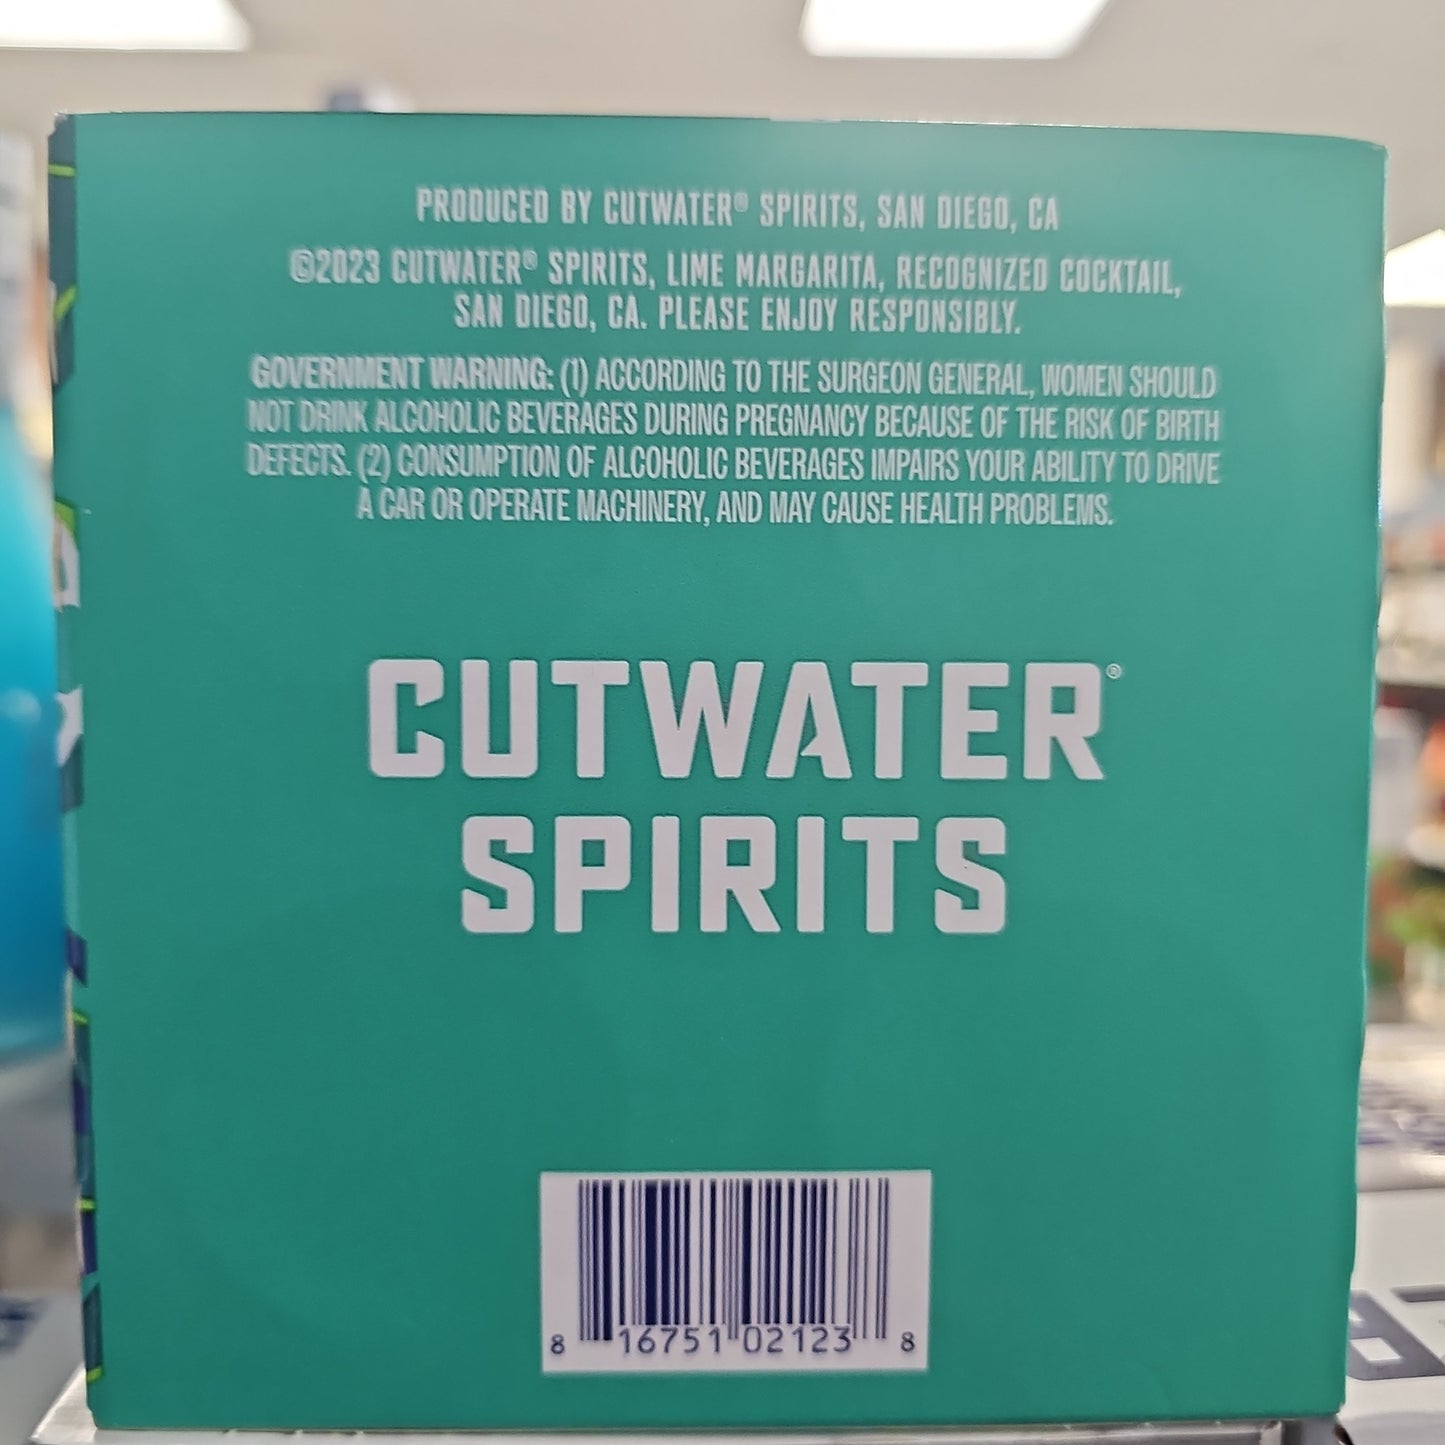 PRODUCED BY CUTWATER® SPIRITS, SAN DIEGO, CA
©2023 CUTWATER® SPIRITS, LIME MARGARITA, RECOGNIZED COCKTAIL,
SAN DIEGO, CA. PLEASE ENJOY RESPONSIBLY.
GOVERNMENT WARNING: (1) ACCORDING TO THE SURGEON GENERAL, WOMEN SHOULD
NOT DRINK ALCOHOLIC BEVERAGES DURING PREGNANCY BECAUSE OF THE RISK OF BIRTH
DEFECTS. (2) CONSUMPTION OF ALCOHOLIC BEVERAGES IMPAIRS YOUR ABILITY TO DRIVE
A CAR OR OPERATE MACHINERY, AND MAY CAUSE HEALTH PROBLEMS.
CUTWATER®
SPIRITS
8 16751 02123 8